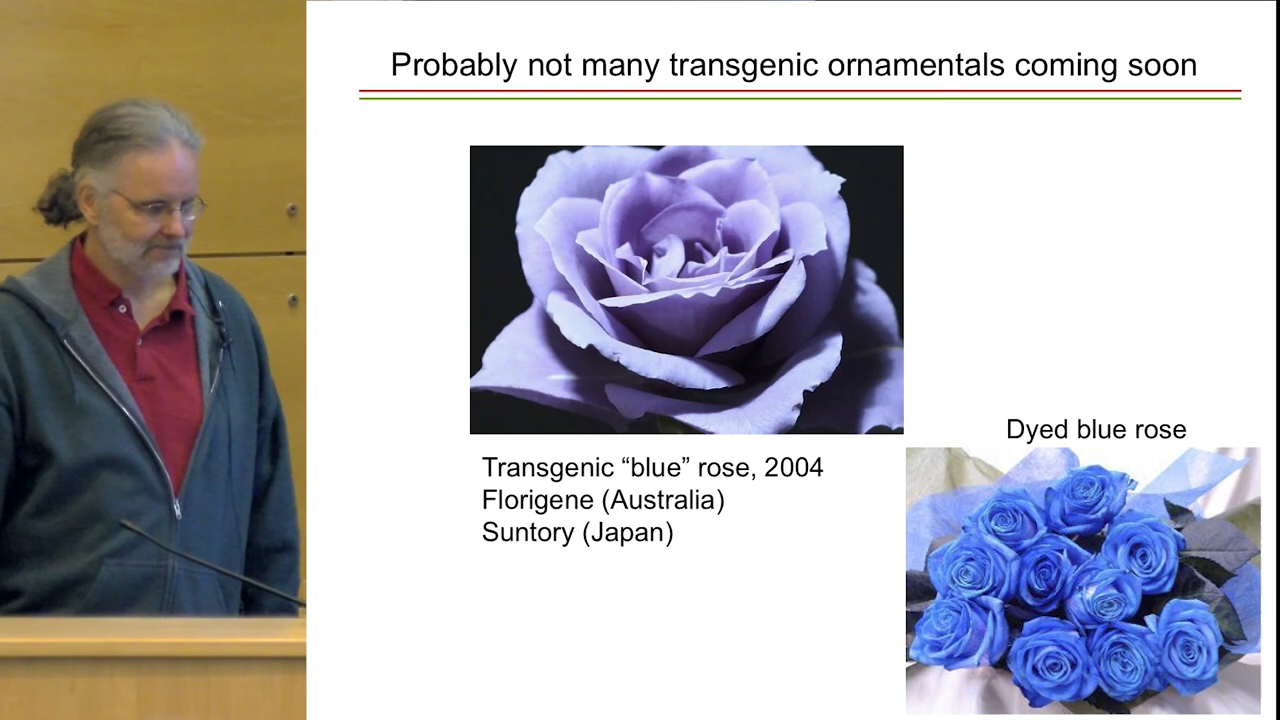 Probably not many transgenic ornamentals coming soon
Transgenic “blue” rose, 2004
Florigene (Australia)
Suntory (Japan)
Dyed blue rose